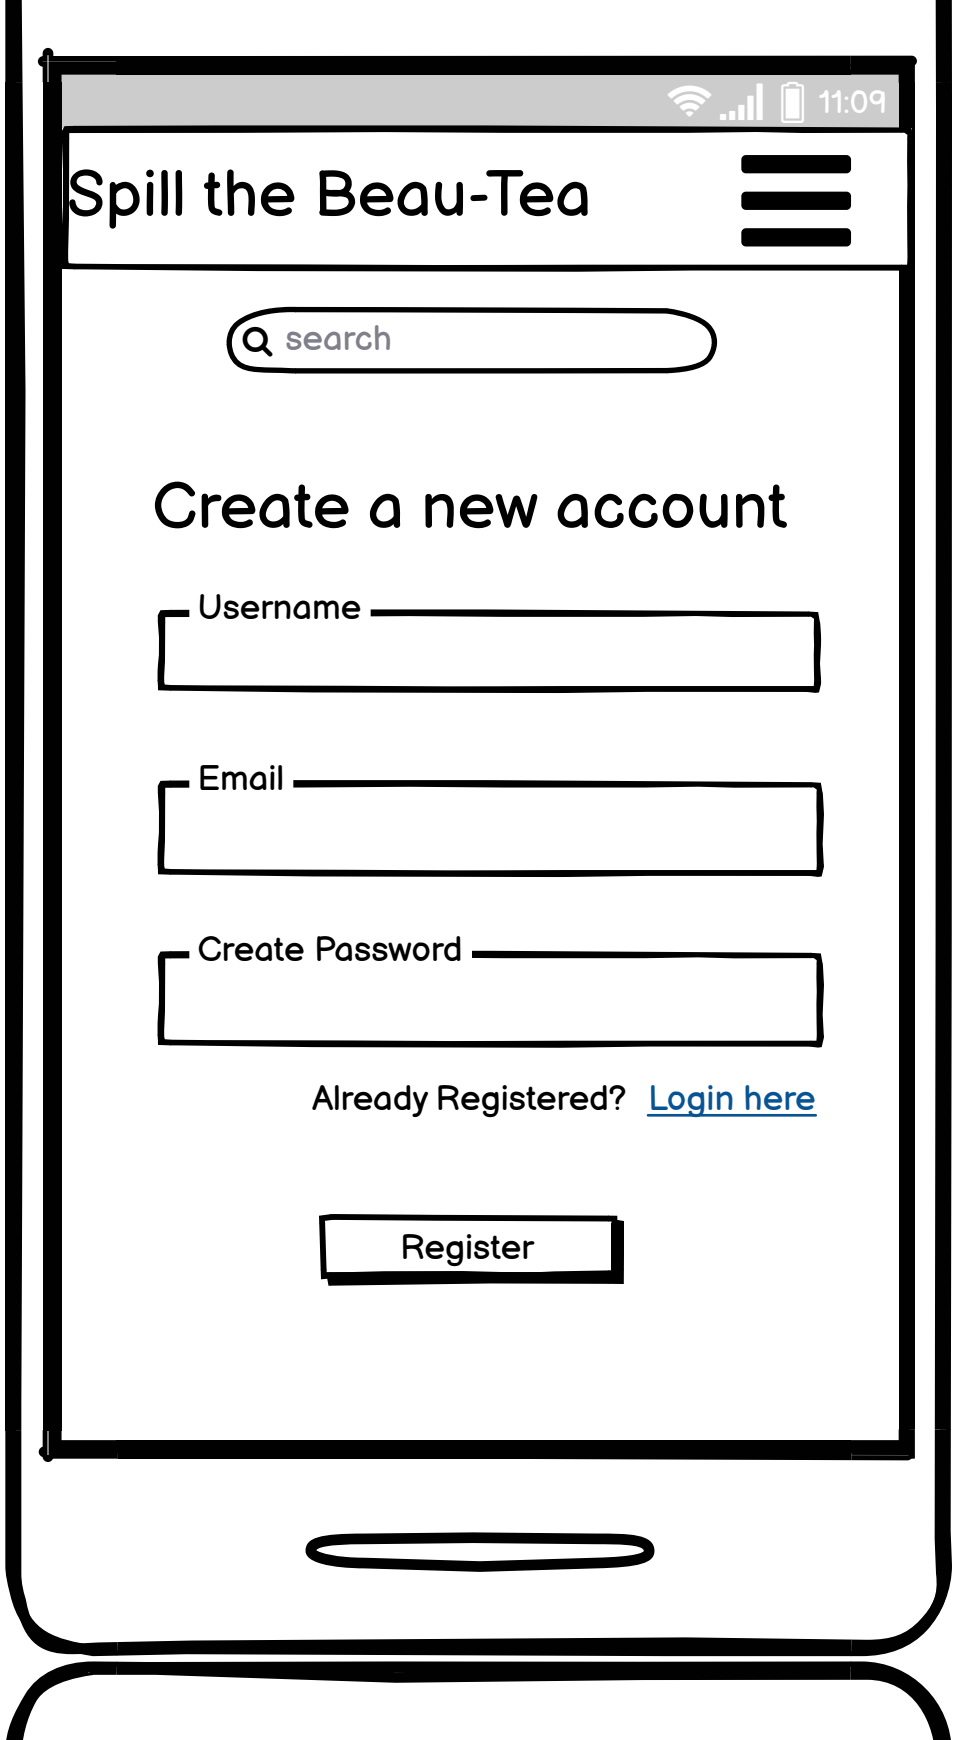 11:09
Spill the Beau-Tea
search
Create a new account
Username
Email
Create Password
Already Registered? Login here
Register